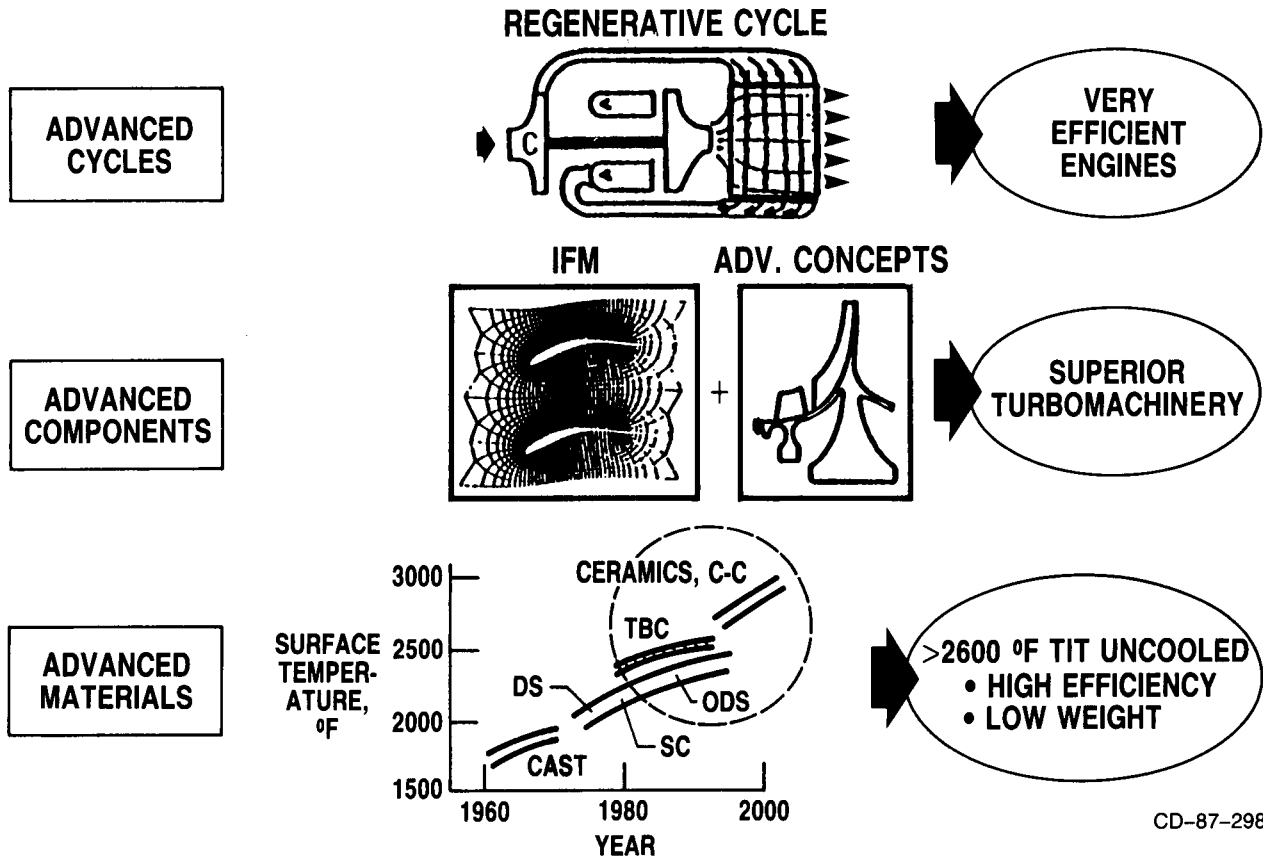 REGENERATIVE CYCLE
ADVANCED
CYCLES
C
VERY
EFFICIENT
ENGINES
IFM
ADV. CONCEPTS
ADVANCED
COMPONENTS
+
SUPERIOR
TURBOMACHINERY
ADVANCED
MATERIALS
SURFACE
TEMPER-
ATURE,
ºF
3000
2500
2000
1500
CERAMICS, C-C
TBC
DS
ODS
SC
CAST
1960
1980
2000
YEAR
>2600 ºF TIT UNCOOLED
• HIGH EFFICIENCY
• LOW WEIGHT
CD-87-298